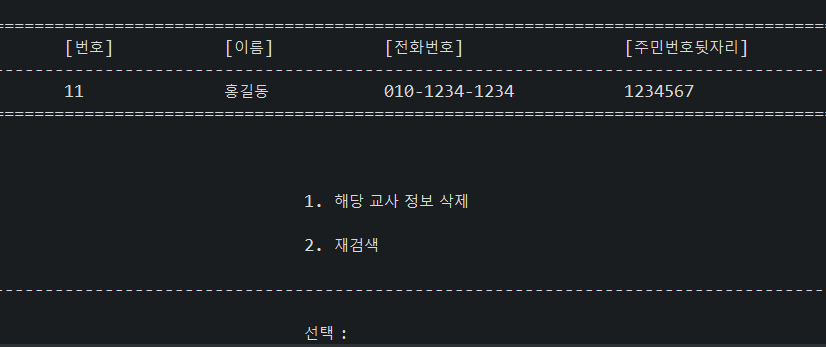 [번호] [이름] [전화번호] [주민번호뒷자리]
11 홍길동 010-1234-1234 1234567
1. 해당 교사 정보 삭제
2. 재검색
선택 :